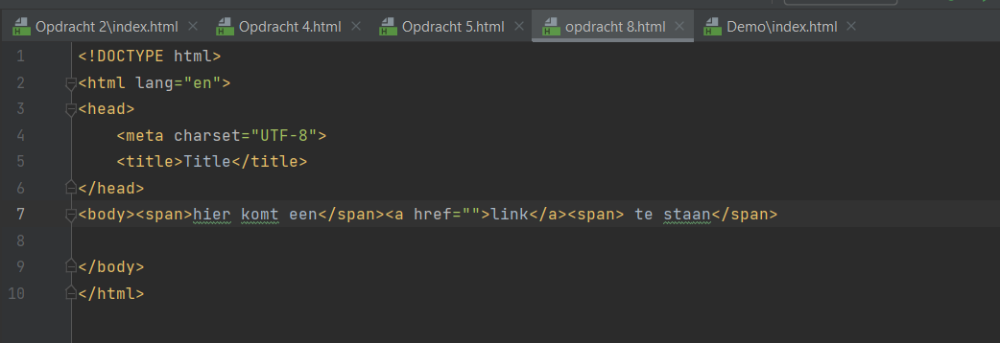 Opdracht 2\index.html Opdracht 4.html Opdracht 5.html opdracht 8.html Demo\index.html
1 <!DOCTYPE html>
2 <html lang="en">
3 <head>
4 <meta charset="UTF-8">
5 <title>Title</title>
6 </head>
7 <body><span>hier komt een</span><a href="">link</a><span> te staan</span>
8
9 </body>
10 </html>